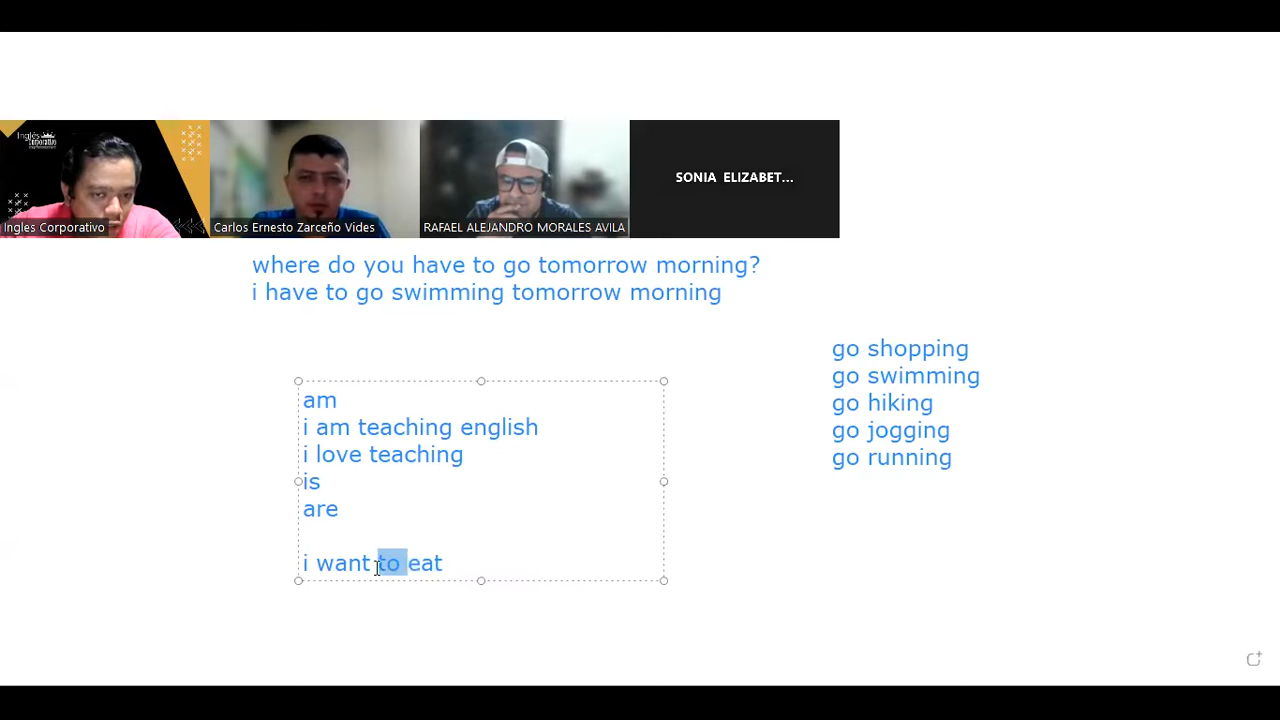 Inglés
Corporativo
Ingles Corporativo
Carlos Ernesto Zarceño Vides
RAFAEL ALEJANDRO MORALES AVILA
SONIA ELIZABET...
where do you have to go tomorrow morning?
i have to go swimming tomorrow morning
go shopping
go swimming
go hiking
go jogging
go running
am
i am teaching english
i love teaching
is
are
i want to eat